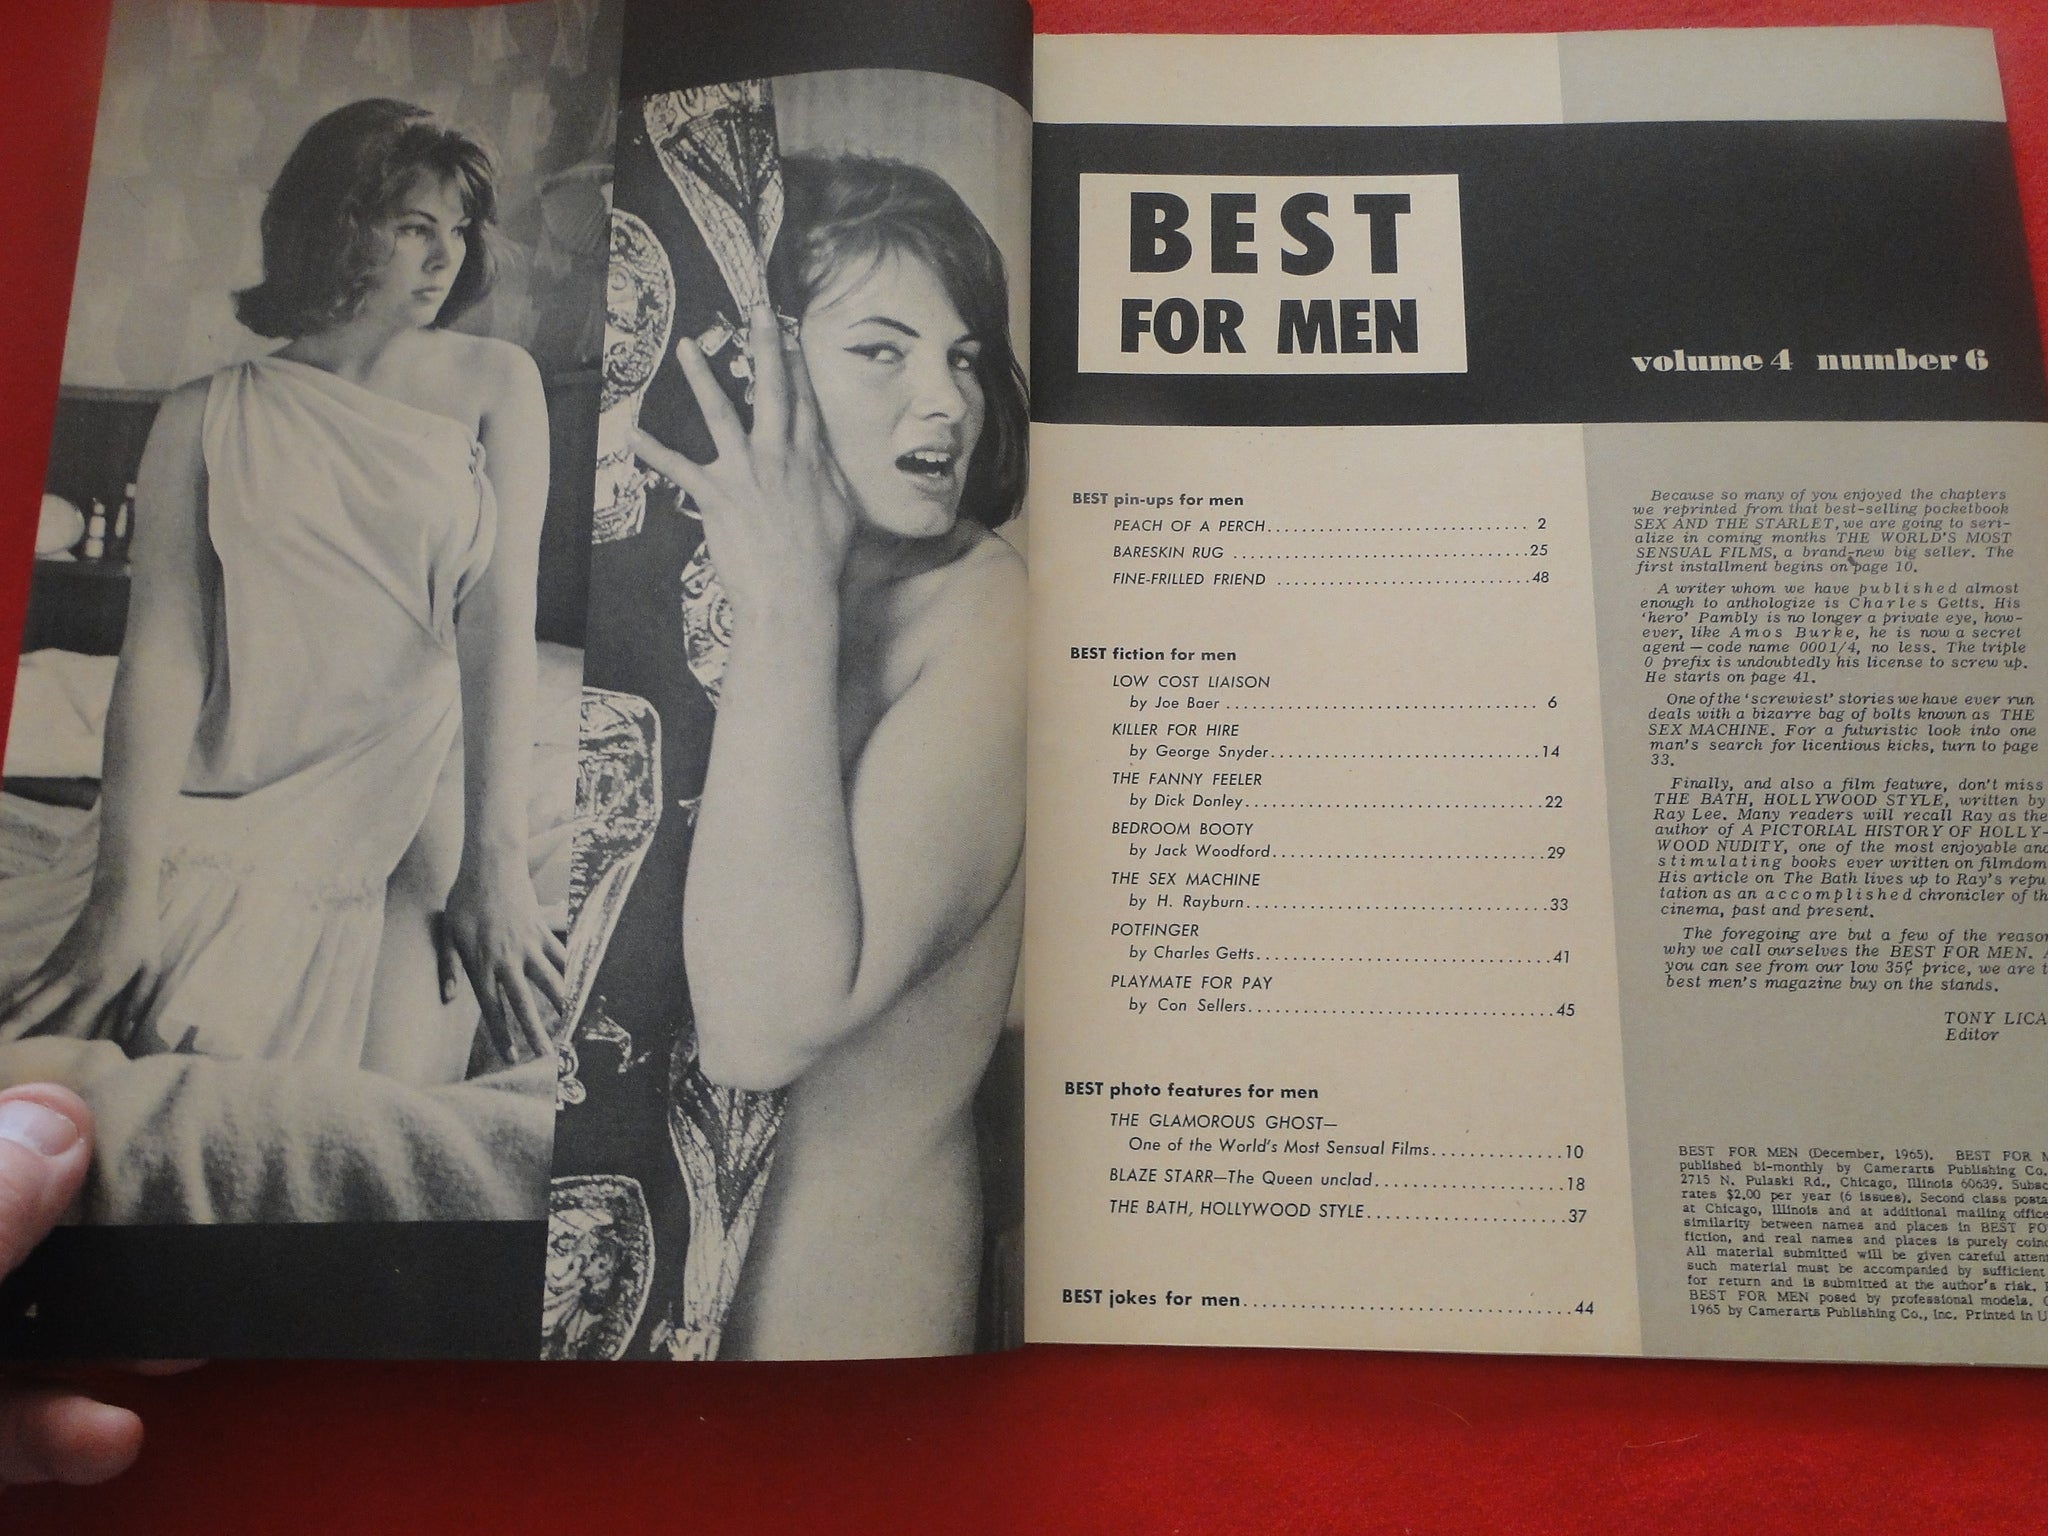 4
BEST
FOR MEN
volume 4 number 6
BEST pin-ups for men
PEACH OF A PERCH 2
BARESKIN RUG 25
FINE-FRILLED FRIEND 48
BEST fiction for men
LOW COST LIAISON
by Joe Baer 6
KILLER FOR HIRE
by George Snyder 14
THE FANNY FEELER
by Dick Donley 22
BEDROOM BOOTY
by Jack Woodford 29
THE SEX MACHINE
by H. Rayburn 33
POTFINGER
by Charles Getts 41
PLAYMATE FOR PAY
by Con Sellers 45
BEST photo features for men
THE GLAMOROUS GHOST—
One of the World's Most Sensual Films 10
BLAZE STARR—The Queen unclad 18
THE BATH, HOLLYWOOD STYLE 37
BEST jokes for men 44
Because so many of you enjoyed the chapters
we reprinted from that best-selling pocketbook
SEX AND THE STARLET, we are going to seri-
alize in coming months THE WORLD'S MOST
SENSUAL FILMS, a brand-new big seller. The
first installment begins on page 10.
A writer whom we have published almost
enough to anthologize is Charles Getts. His
'hero' Pambly is no longer a private eye, how-
ever, like Amos Burke, he is now a secret
agent — code name 000 1/4, no less. The triple
0 prefix is undoubtedly his license to screw up.
He starts on page 41.
One of the 'screwiest' stories we have ever run
deals with a bizarre bag of bolts known as THE
SEX MACHINE. For a futuristic look into one
man's search for licentious kicks, turn to page
33.
Finally, and also a film feature, don't miss
THE BATH, HOLLYWOOD STYLE, written by
Ray Lee. Many readers will recall Ray as the
author of A PICTORIAL HISTORY OF HOLLY-
WOOD NUDITY, one of the most enjoyable and
stimulating books ever written on filmdom
His article on The Bath lives up to Ray's repu
tation as an accomplished chronicler of th
cinema, past and present.
The foregoing are but a few of the reason
why we call ourselves the BEST FOR MEN. A
you can see from our low 35¢ price, we are t
best men's magazine buy on the stands.
TONY LICA
Editor
BEST FOR MEN (December, 1965). BEST FOR M
published bi-monthly by Camerarts Publishing Co.
2715 N. Pulaski Rd., Chicago, Illinois 60639. Subsc
rates $2.00 per year (6 issues). Second class posta
at Chicago, Illinois and at additional mailing office
similarity between names and places in BEST FO
fiction, and real names and places is purely coinc
All material submitted will be given careful attent
such material must be accompanied by sufficient
for return and is submitted at the author's risk.
BEST FOR MEN posed by professional models. C
1965 by Camerarts Publishing Co., Inc. Printed in U